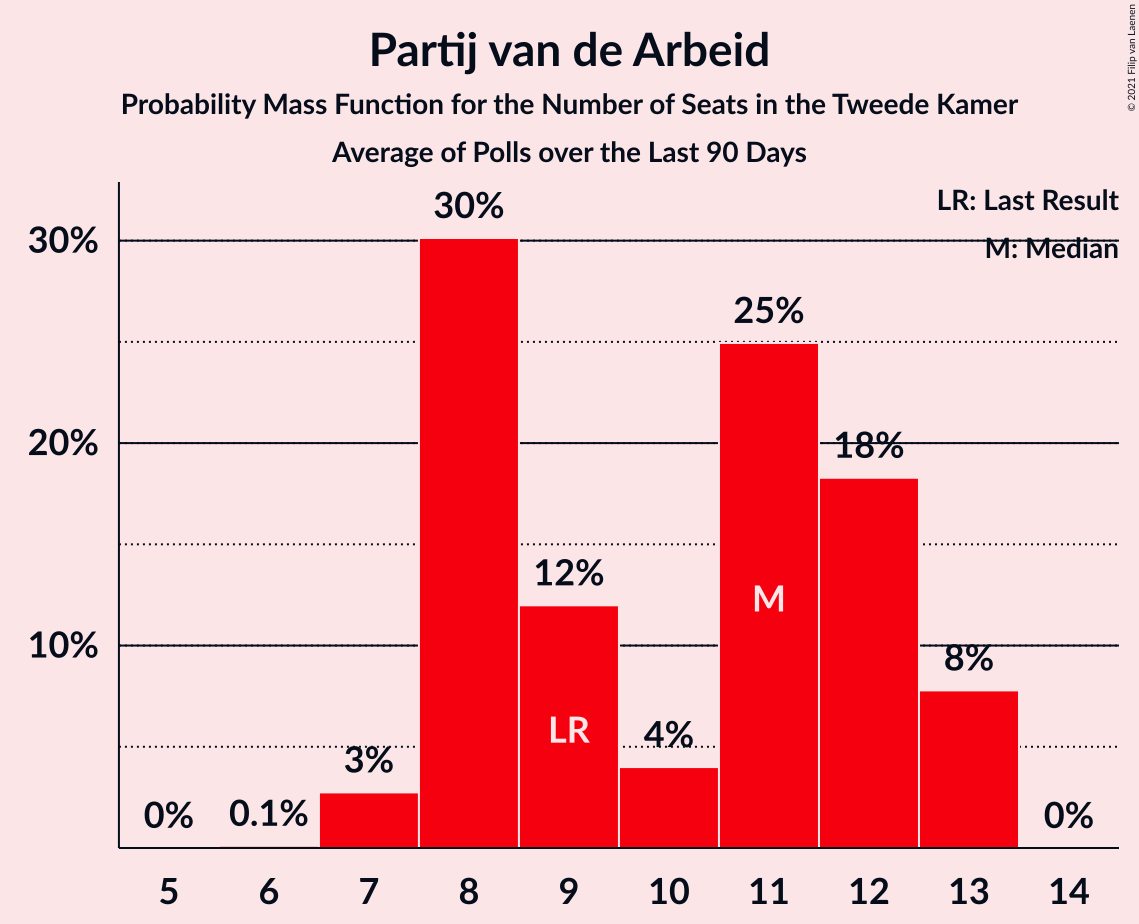 Partij van de Arbeid
Probability Mass Function for the Number of Seats in the Tweede Kamer
Average of Polls over the Last 90 Days
© 2021 Filip van Laenen
LR: Last Result
M: Median
30%
20%
10%
0%
0.1%
3%
30%
12%
4%
25%
18%
8%
0%
LR
M
5 6 7 8 9 10 11 12 13 14